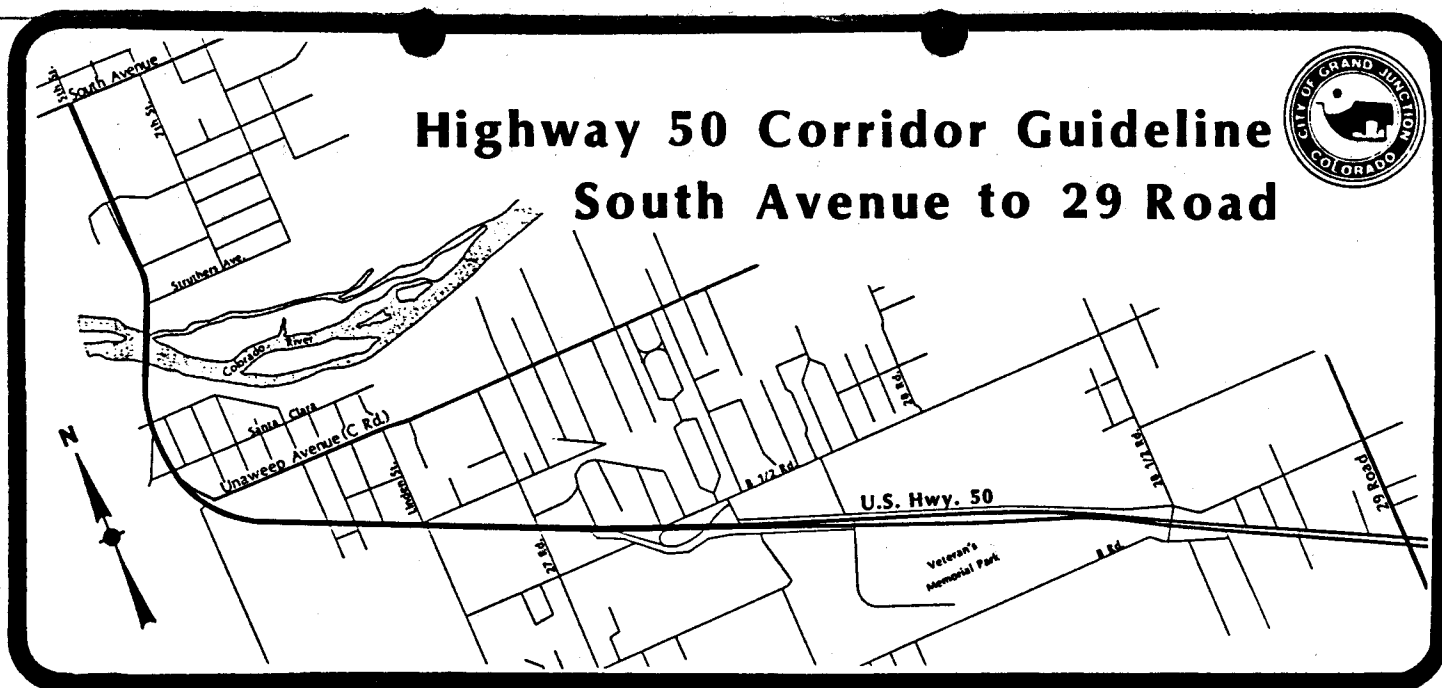 5th St.
South Avenue
7th St.
CITY OF GRAND JUNCTION
COLORADO
Highway 50 Corridor Guideline
South Avenue to 29 Road
Struthers Ave.
Colorado River
Santa Clara
Unaweep Avenue (C Rd.)
N
Linden St.
27 Rd.
B 1/2 Rd.
28 Rd.
U.S. Hwy. 50
28 1/2 Rd.
29 Road
Veteran's
Memorial Park
B Rd.